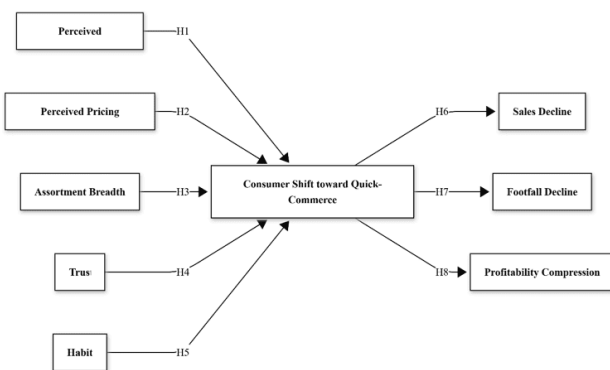 Perceived
H1
Perceived Pricing
H2
H6
Sales Decline
Assortment Breadth
H3
Consumer Shift toward Quick-
Commerce
H7
Footfall Decline
Trus
H4
H8
Profitability Compression
Habit
H5